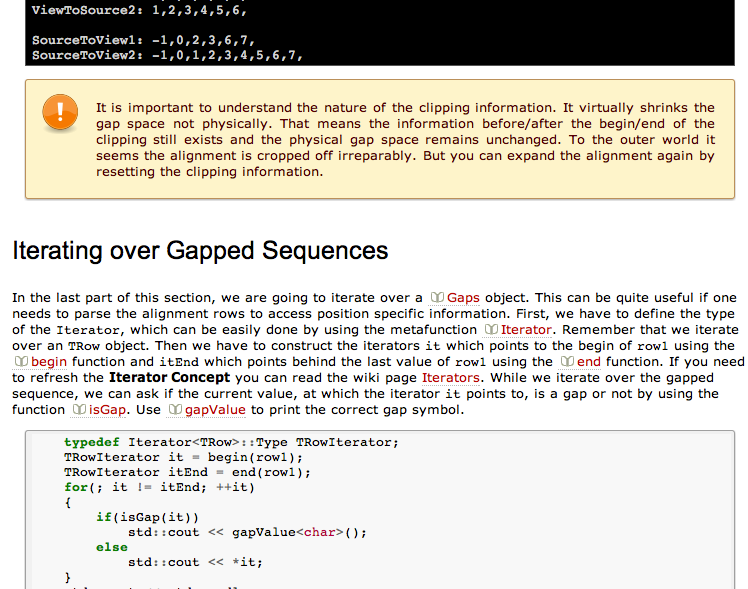 ViewToSource2: 1,2,3,4,5,6,
SourceToView1: -1,0,2,3,6,7,
SourceToView2: -1,0,1,2,3,4,5,6,7,
It is important to understand the nature of the clipping information. It virtually shrinks the
gap space not physically. That means the information before/after the begin/end of the
clipping still exists and the physical gap space remains unchanged. To the outer world it
seems the alignment is cropped off irreparably. But you can expand the alignment again by
resetting the clipping information.
Iterating over Gapped Sequences
In the last part of this section, we are going to iterate over a Gaps object. This can be quite useful if one
needs to parse the alignment rows to access position specific information. First, we have to define the type
of the Iterator, which can be easily done by using the metafunction Iterator. Remember that we iterate
over an TRow object. Then we have to construct the iterators it which points to the begin of row1 using the
begin function and itEnd which points behind the last value of row1 using the end function. If you need
to refresh the Iterator Concept you can read the wiki page Iterators. While we iterate over the gapped
sequence, we can ask if the current value, at which the iterator it points to, is a gap or not by using the
function isGap. Use gapValue to print the correct gap symbol.
typedef Iterator<TRow>::Type TRowIterator;
TRowIterator it = begin(row1);
TRowIterator itEnd = end(row1);
for(; it != itEnd; ++it)
{
if(isGap(it))
std::cout << gapValue<char>();
else
std::cout << *it;
}